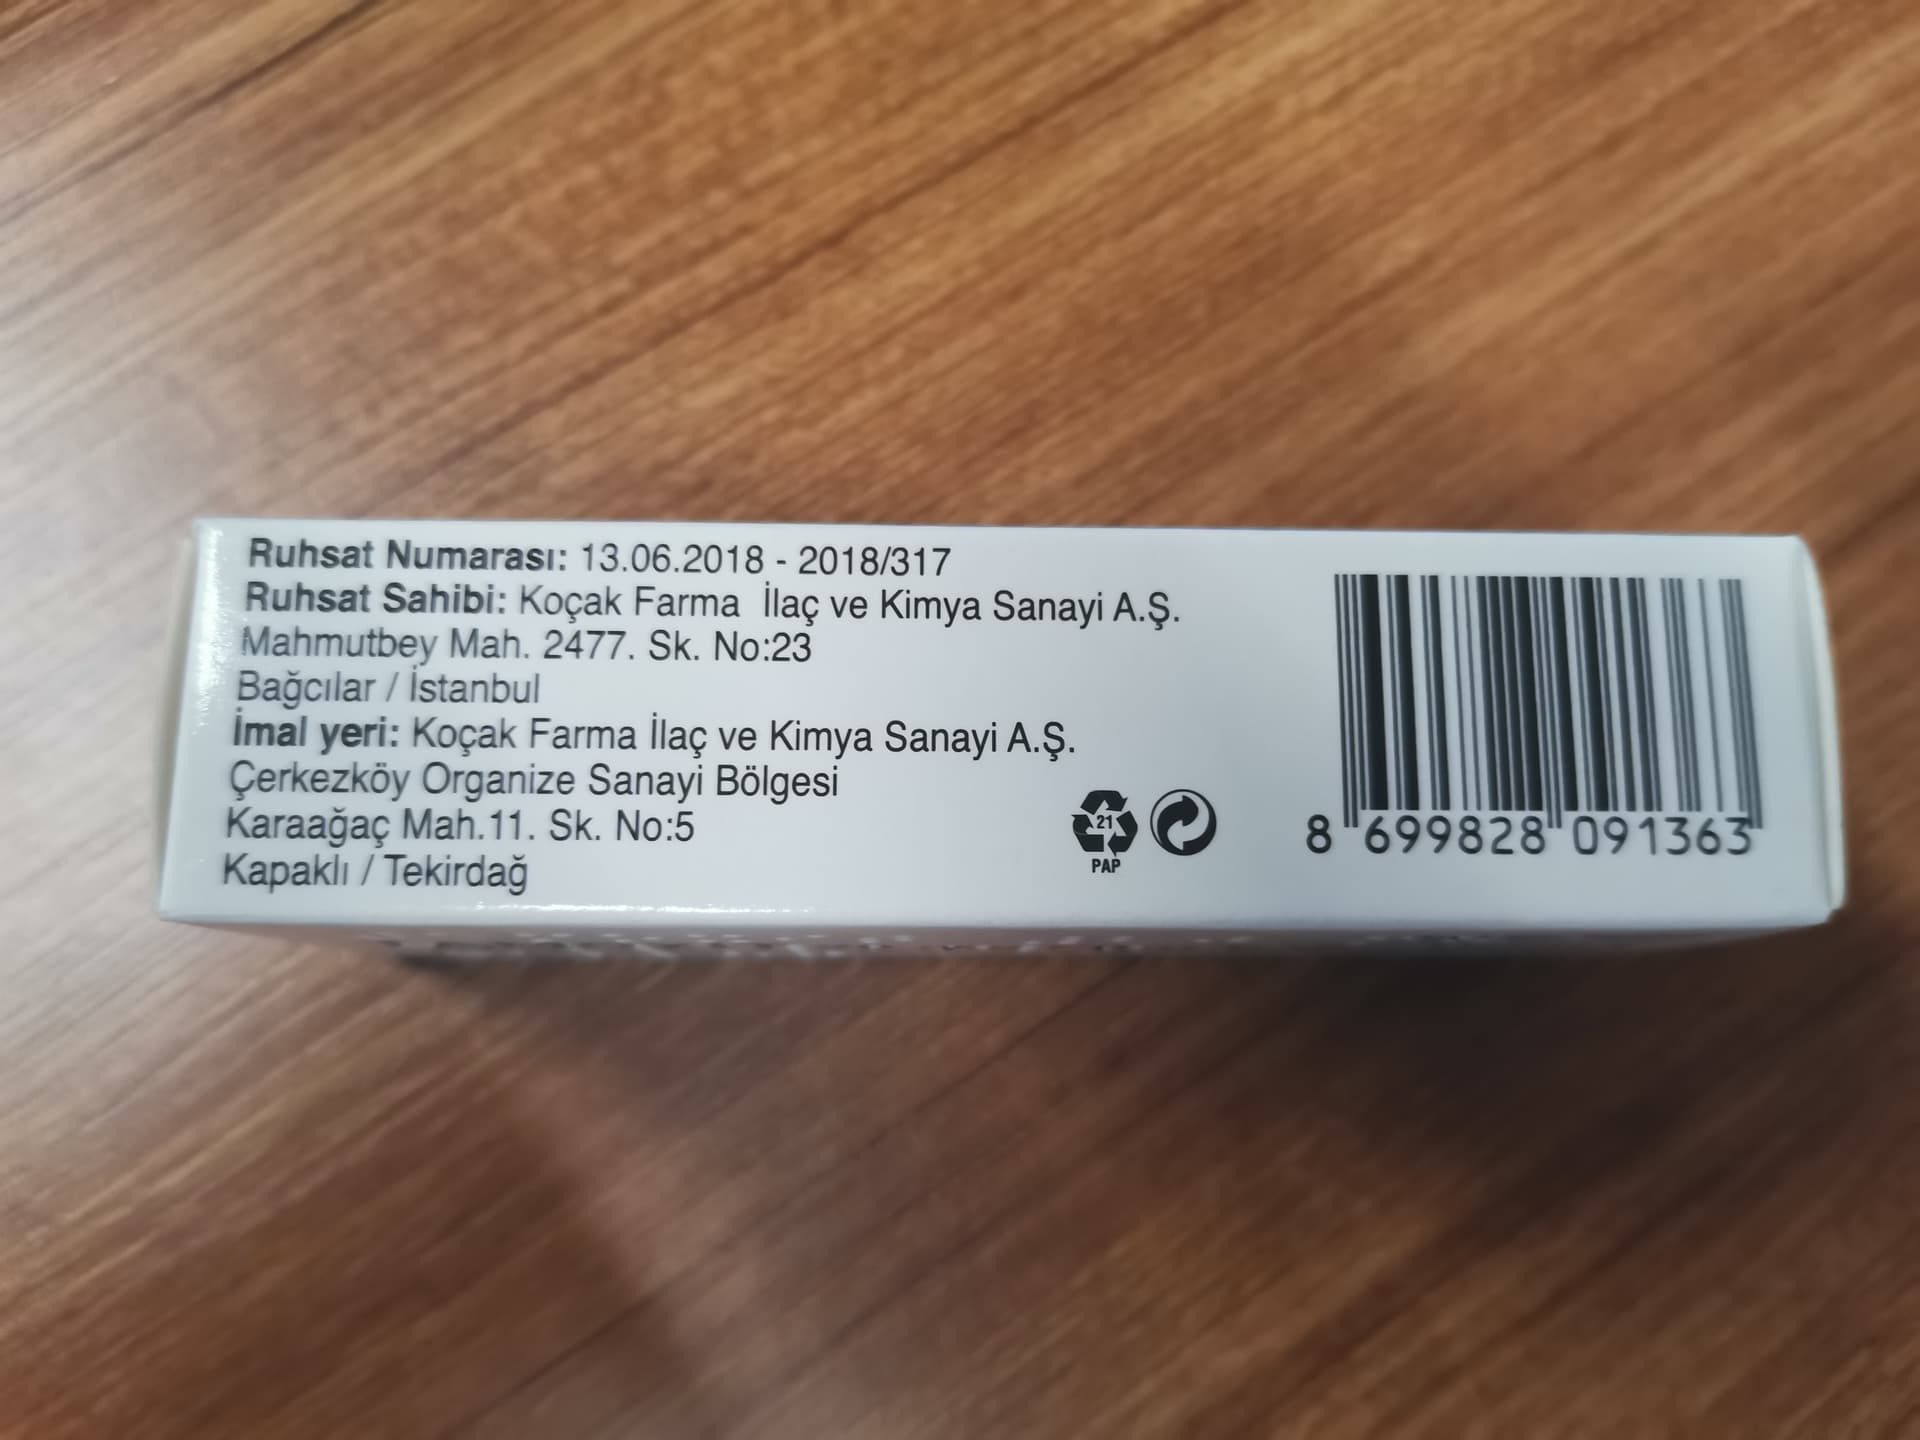 Ruhsat Numarası: 13.06.2018 - 2018/317
Ruhsat Sahibi: Koçak Farma İlaç ve Kimya Sanayi A.Ş.
Mahmutbey Mah. 2477. Sk. No:23
Bağcılar / İstanbul
İmal yeri: Koçak Farma İlaç ve Kimya Sanayi A.Ş.
Çerkezköy Organize Sanayi Bölgesi
Karaağaç Mah.11. Sk. No:5
Kapaklı / Tekirdağ
21
PAP
8 699828 091363